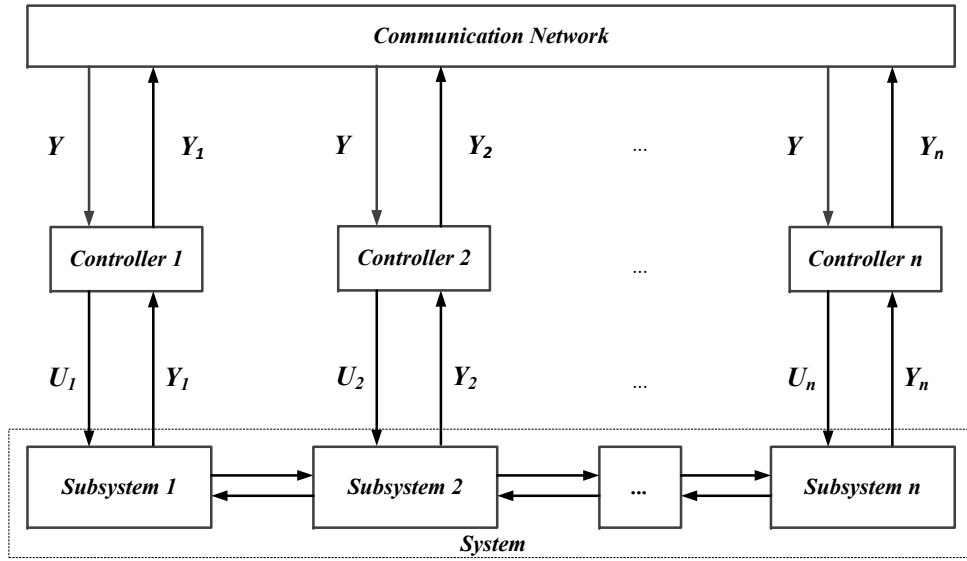 Communication Network
Y Y1 Y Y2 ... Y Yn
Controller 1 Controller 2 ... Controller n
U1 Y1 U2 Y2 ... Un Yn
Subsystem 1 Subsystem 2 ... Subsystem n
System